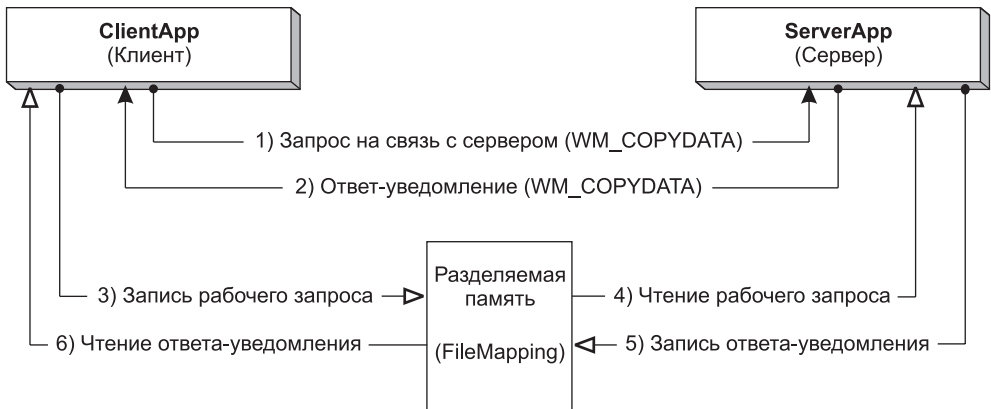 ClientApp
(Клиент)
ServerApp
(Сервер)
1) Запрос на связь с сервером (WM_COPYDATA)
2) Ответ-уведомление (WM_COPYDATA)
Разделяемая
память
(FileMapping)
3) Запись рабочего запроса
4) Чтение рабочего запроса
6) Чтение ответа-уведомления
5) Запись ответа-уведомления